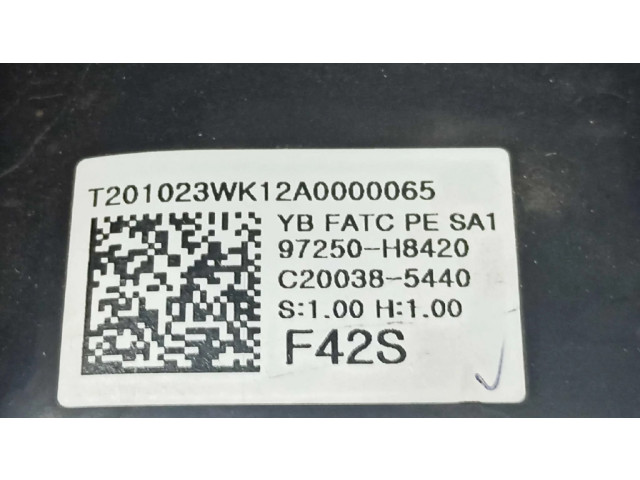 T201023WK12A0000065
YB FATC PE SA1
97250-H8420
C20038-5440
S:1.00 H:1.00
F42S